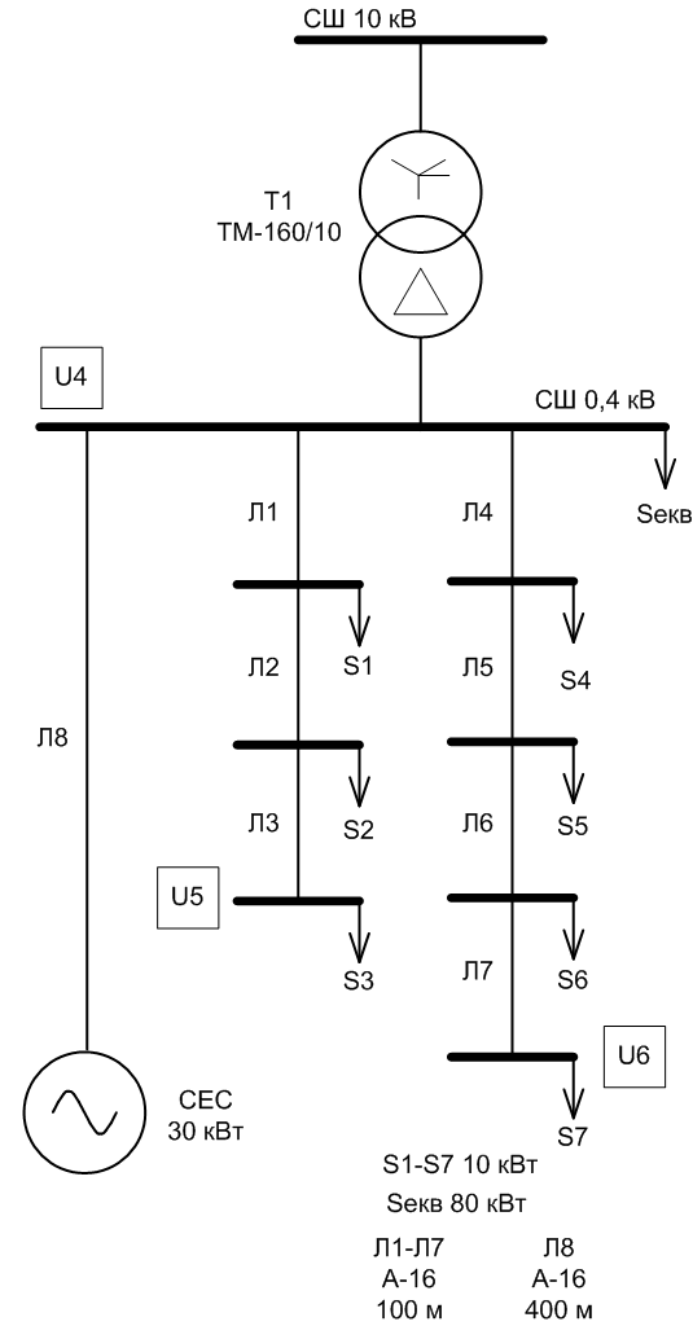 СШ 10 кВ
Т1
ТМ-160/10
U4
СШ 0,4 кВ
Л1
Л4
Sекв
Л2
S1
Л5
S4
Л8
Л3
S2
Л6
S5
U5
S3
Л7
S6
U6
СЕС
30 кВт
S7
S1-S7 10 кВт
Sекв 80 кВт
Л1-Л7
А-16
100 м
Л8
А-16
400 м